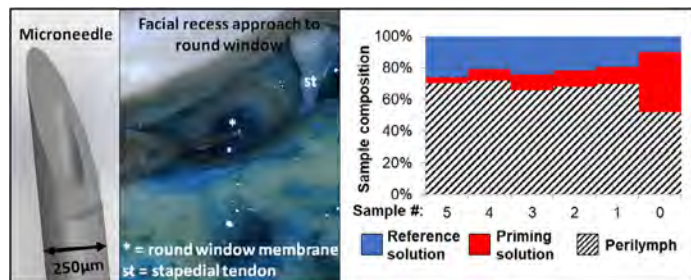 Microneedle
250µm
Facial recess approach to
round window
st
*
* = round window membrane
st = stapedial tendon
Sample composition
100%
80%
60%
40%
20%
0%
Sample #: 5 4 3 2 1 0
Reference
solution
Priming
solution
Perilymph